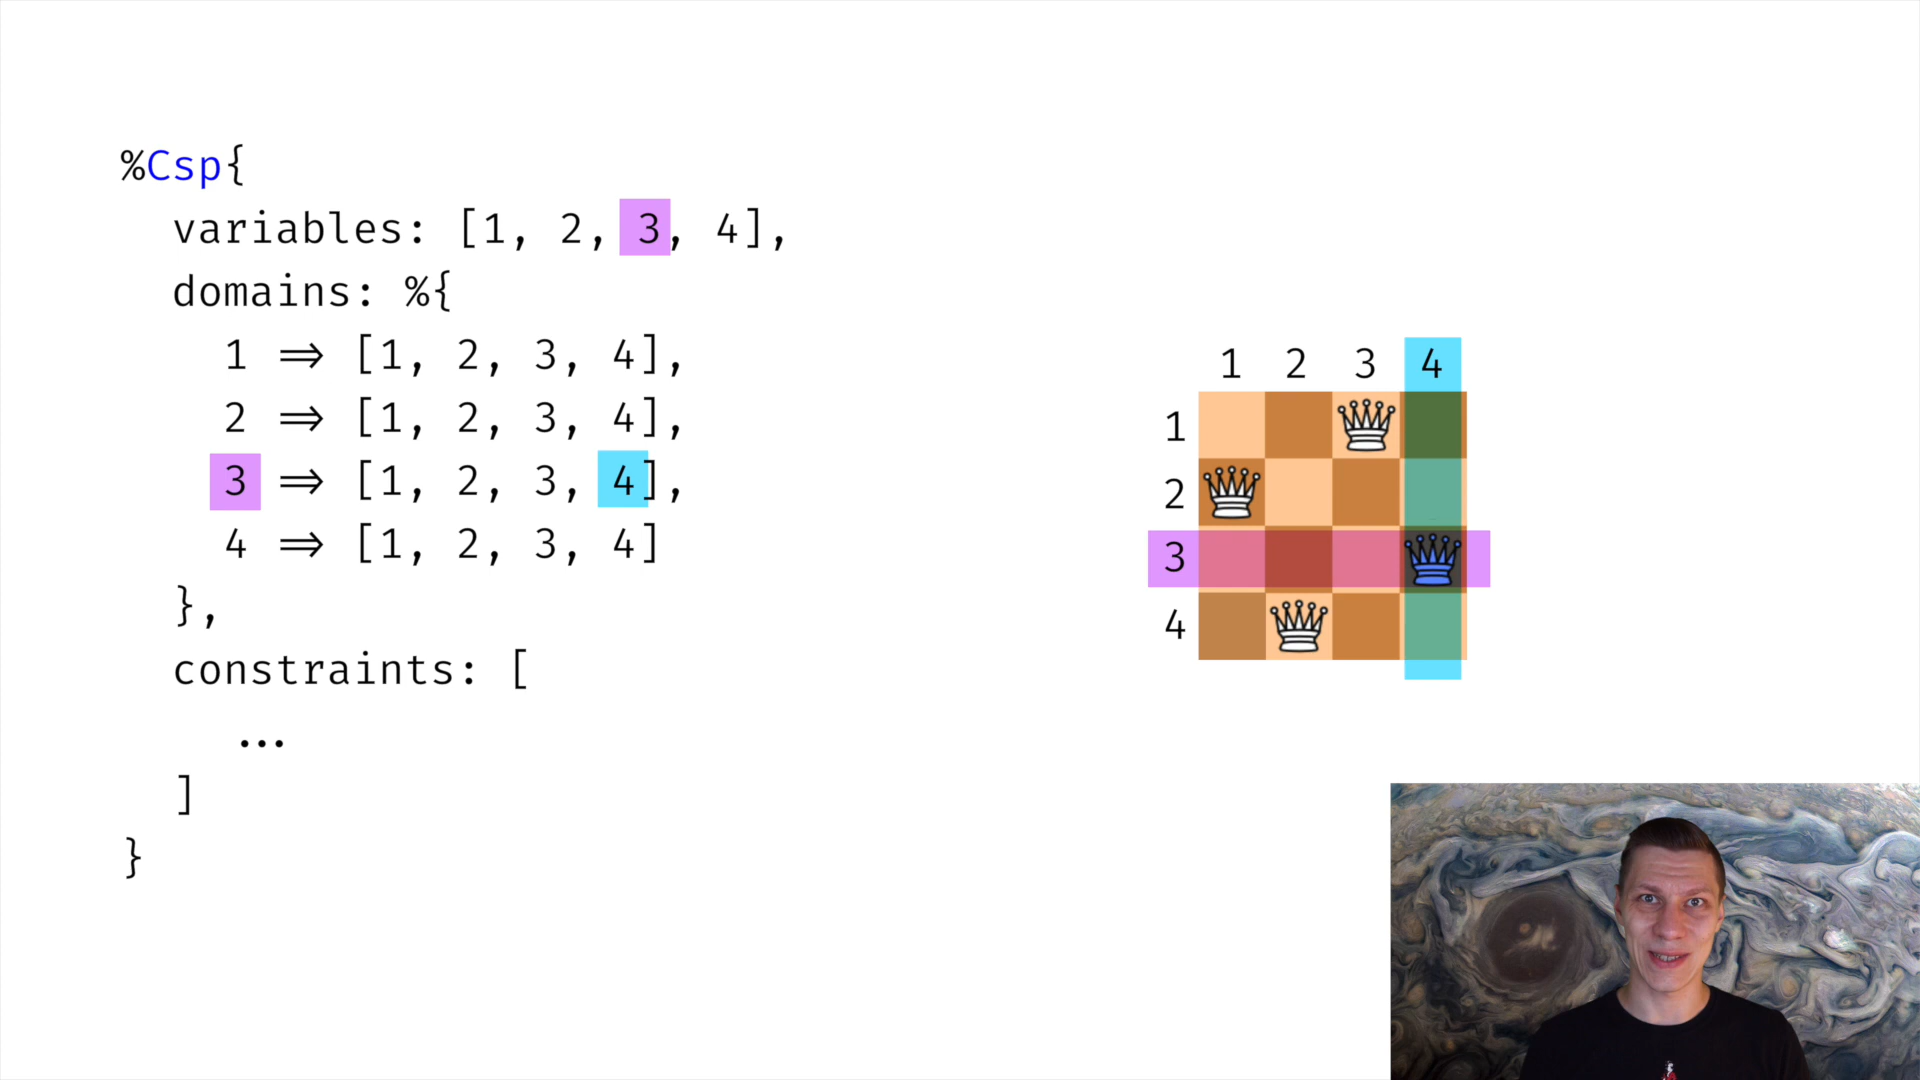 %Csp{
variables: [1, 2, 3, 4],
domains: %{
1 => [1, 2, 3, 4],
2 => [1, 2, 3, 4],
3 => [1, 2, 3, 4],
4 => [1, 2, 3, 4]
},
constraints: [
...
]
}
1 2 3 4
1
2
3
4